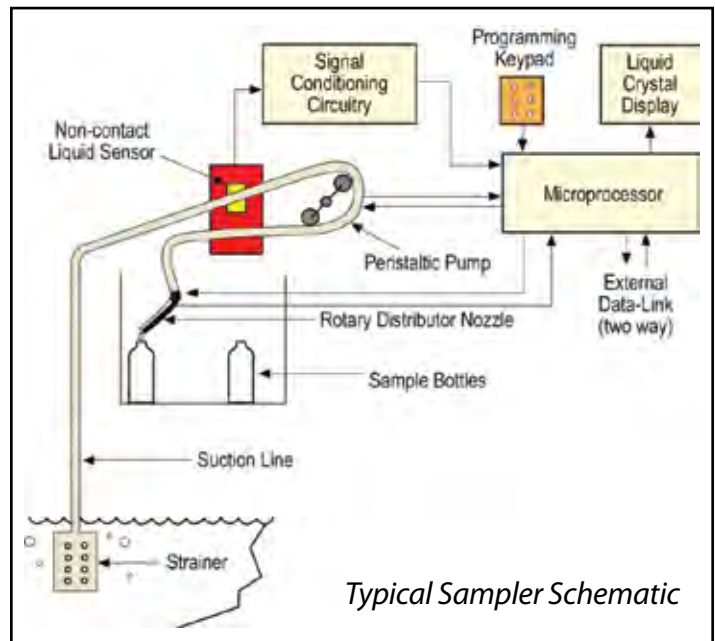 Signal
Conditioning
Circuitry
Programming
Keypad
Liquid
Crystal
Display
Non-contact
Liquid Sensor
Microprocessor
Peristaltic Pump
External
Data-Link
(two way)
Rotary Distributor Nozzle
Sample Bottles
Suction Line
Strainer
Typical Sampler Schematic